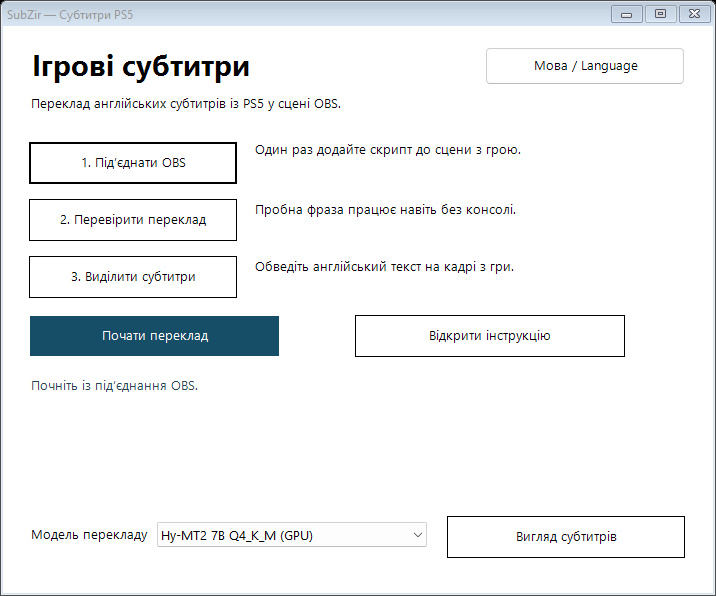 SubZir — Субтитри PS5
Ігрові субтитри
Мова / Language
Переклад англійських субтитрів із PS5 у сцені OBS.
1. Під'єднати OBS
Один раз додайте скрипт до сцени з грою.
2. Перевірити переклад
Пробна фраза працює навіть без консолі.
3. Виділити субтитри
Обведіть англійський текст на кадрі з гри.
Почати переклад
Відкрити інструкцію
Почніть із під'єднання OBS.
Модель перекладу
Hy-MT2 7B Q4_K_M (GPU)
Вигляд субтитрів